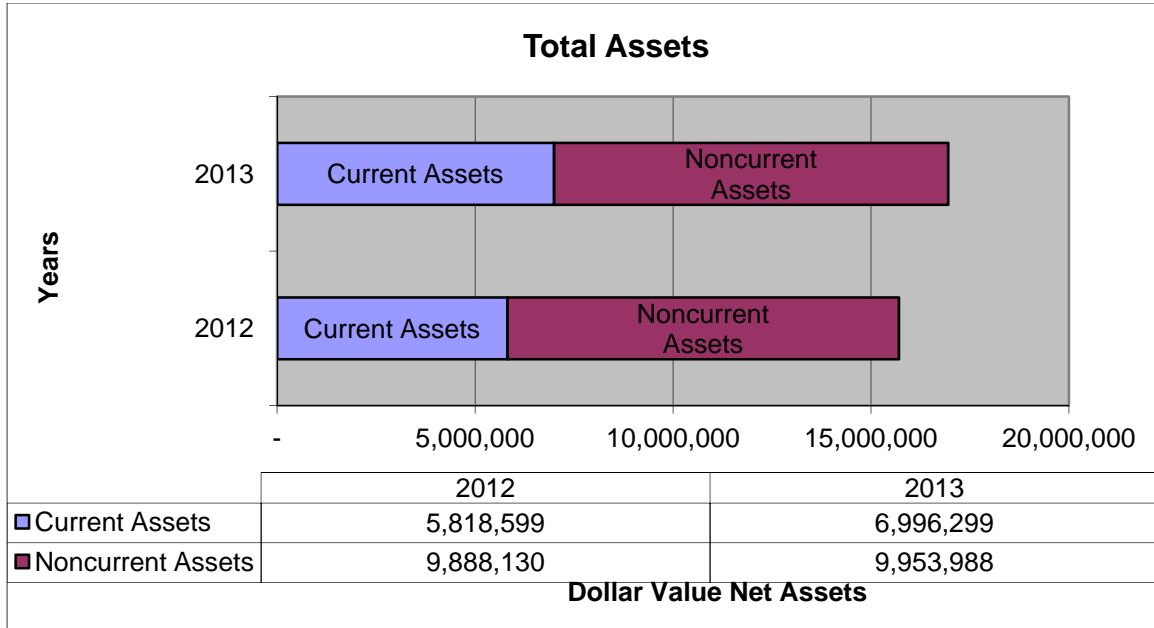 Total Assets
2013
Current Assets
Noncurrent
Assets
Years
2012
Current Assets
Noncurrent
Assets
- 5,000,000 10,000,000 15,000,000 20,000,000
2012 2013
Current Assets 5,818,599 6,996,299
Noncurrent Assets 9,888,130 9,953,988
Dollar Value Net Assets